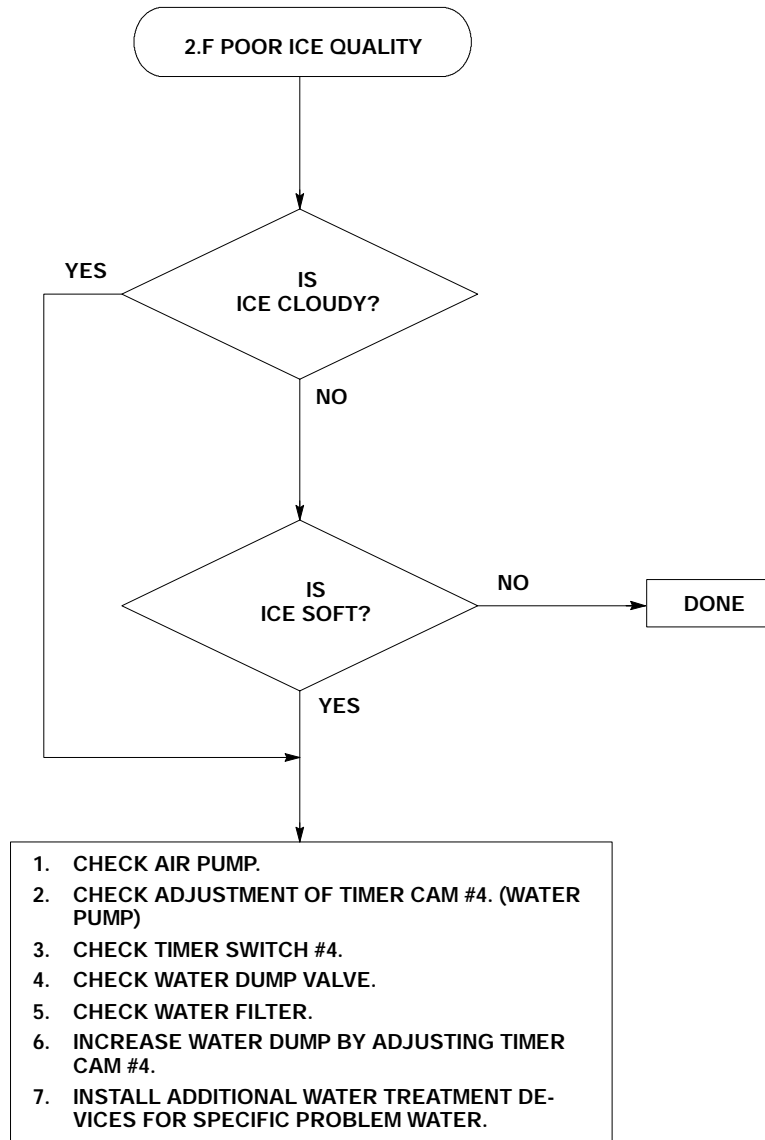 2.F POOR ICE QUALITY
YES
IS
ICE CLOUDY?
NO
IS
ICE SOFT?
NO
DONE
YES
1. CHECK AIR PUMP.
2. CHECK ADJUSTMENT OF TIMER CAM #4. (WATER
PUMP)
3. CHECK TIMER SWITCH #4.
4. CHECK WATER DUMP VALVE.
5. CHECK WATER FILTER.
6. INCREASE WATER DUMP BY ADJUSTING TIMER
CAM #4.
7. INSTALL ADDITIONAL WATER TREATMENT DE-
VICES FOR SPECIFIC PROBLEM WATER.